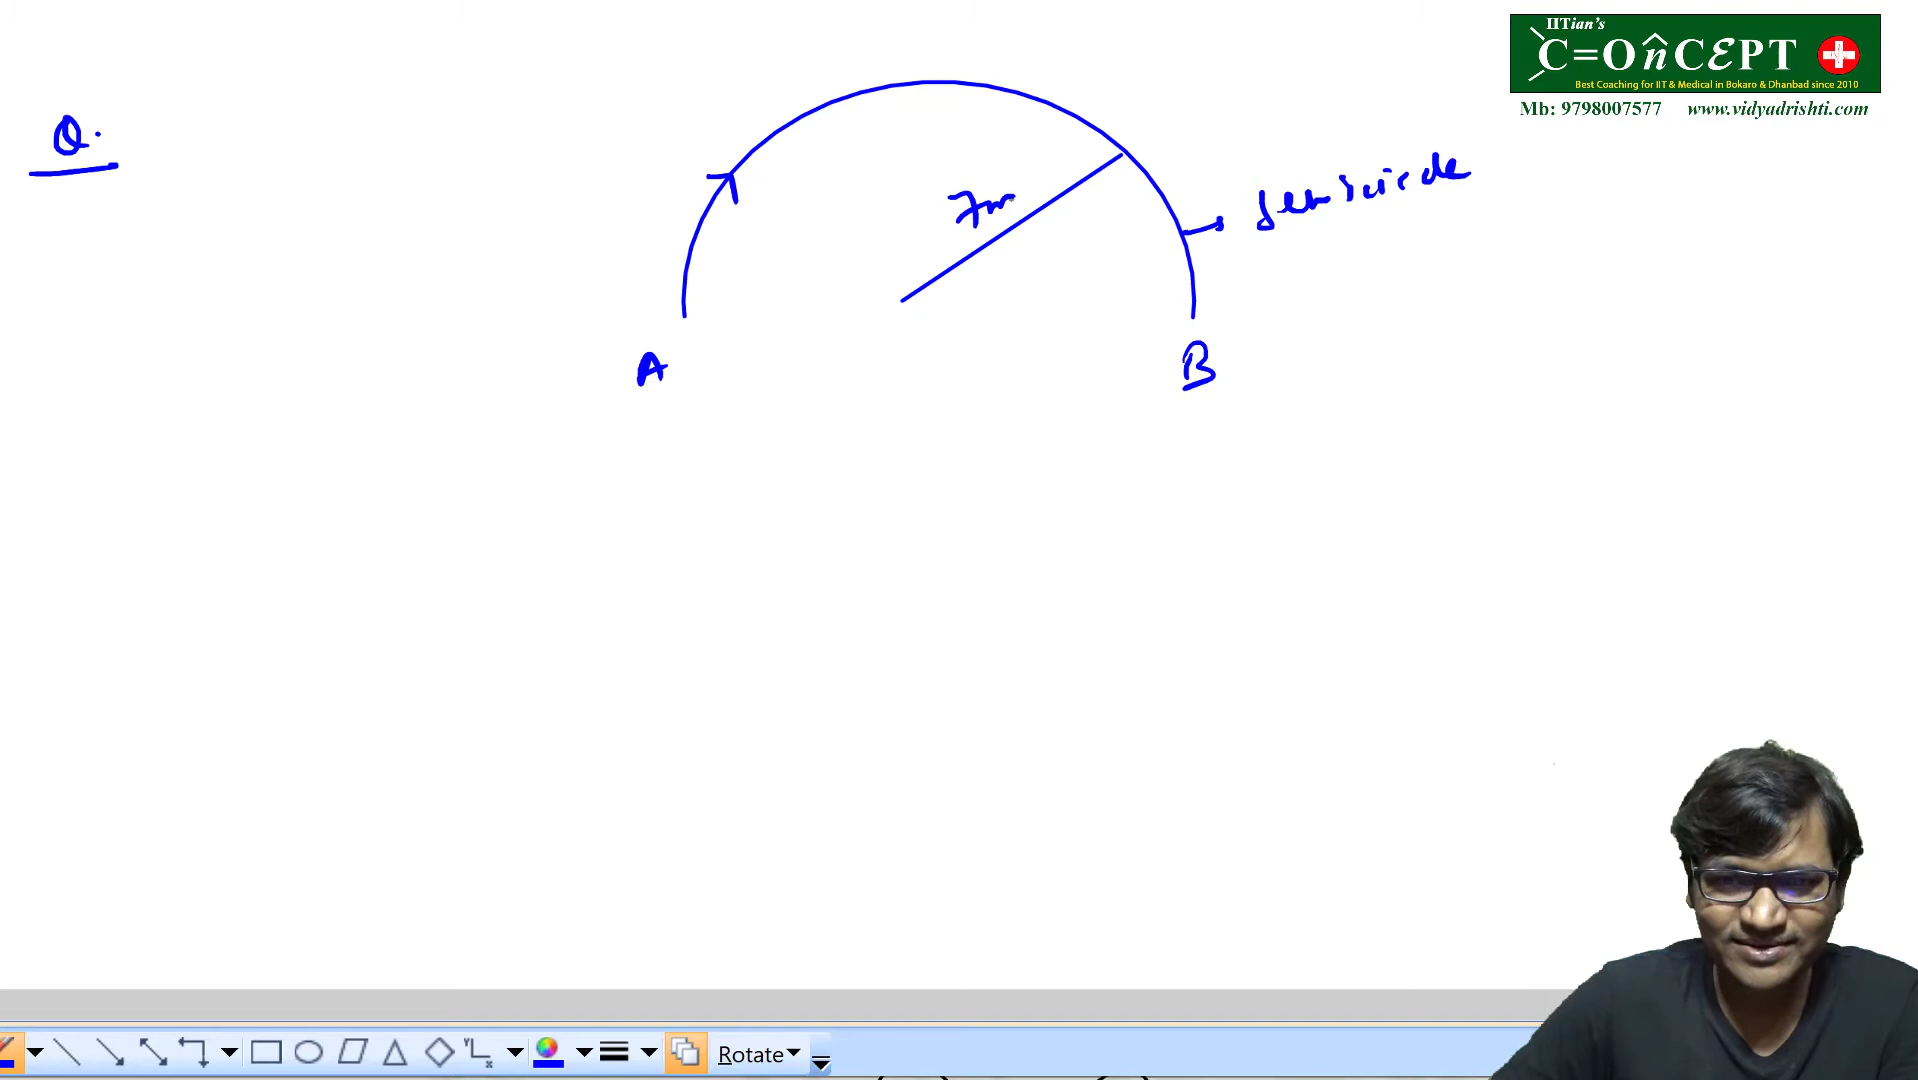 IITian's
C=OnCEPT
Best Coaching for IIT & Medical in Bokaro & Dhanbad since 2010
Mb: 9798007577 www.vidyadrishti.com
Q.
7m
semicircle
A
B
Rotate